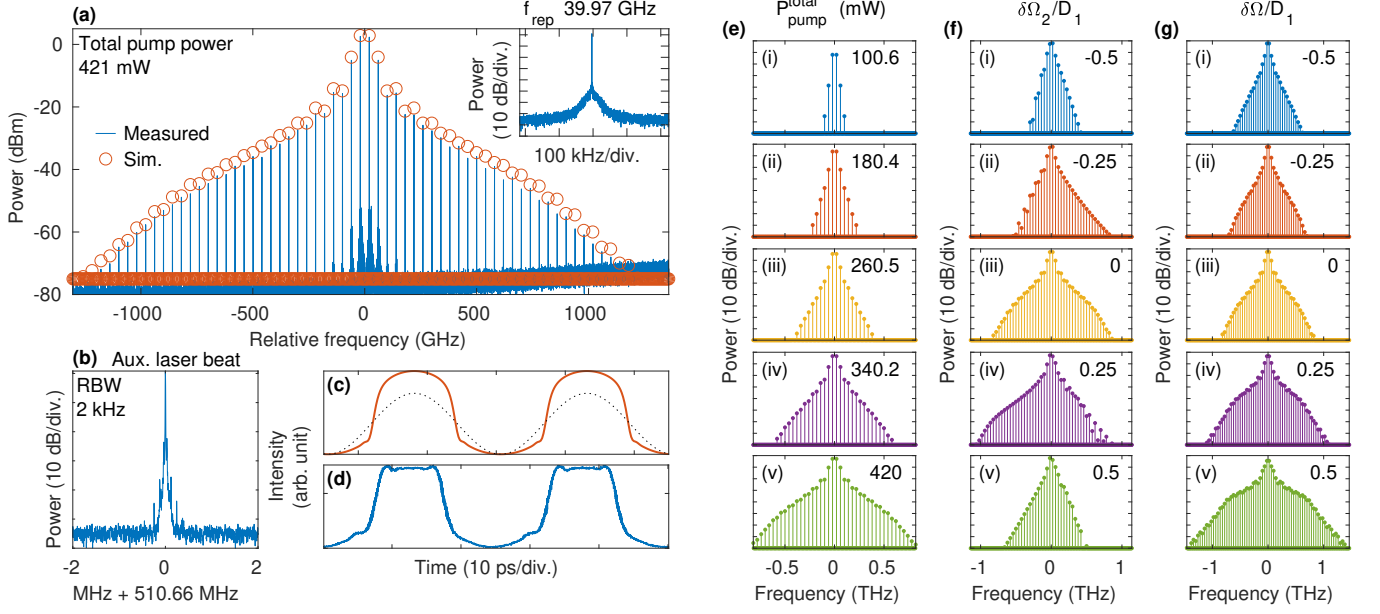 (a)
f_rep 39.97 GHz
Total pump power
421 mW
Measured
Sim.
Power (dBm)
0
-20
-40
-60
-80
-1000
-500
0
500
1000
Relative frequency (GHz)
Power
(10 dB/div.)
100 kHz/div.
(b) Aux. laser beat
RBW
2 kHz
Power (10 dB/div.)
-2
0
2
MHz + 510.66 MHz
(c)
(d)
Intensity
(arb. unit)
Time (10 ps/div.)
(e)
P^total_pump (mW)
(i) 100.6
(ii) 180.4
(iii) 260.5
(iv) 340.2
(v) 420
Power (10 dB/div.)
-0.5
0
0.5
Frequency (THz)
(f)
δΩ₂/D₁
(i) -0.5
(ii) -0.25
(iii) 0
(iv) 0.25
(v) 0.5
Power (10 dB/div.)
-1
0
1
Frequency (THz)
(g)
δΩ/D₁
(i) -0.5
(ii) -0.25
(iii) 0
(iv) 0.25
(v) 0.5
Power (10 dB/div.)
-1
0
1
Frequency (THz)